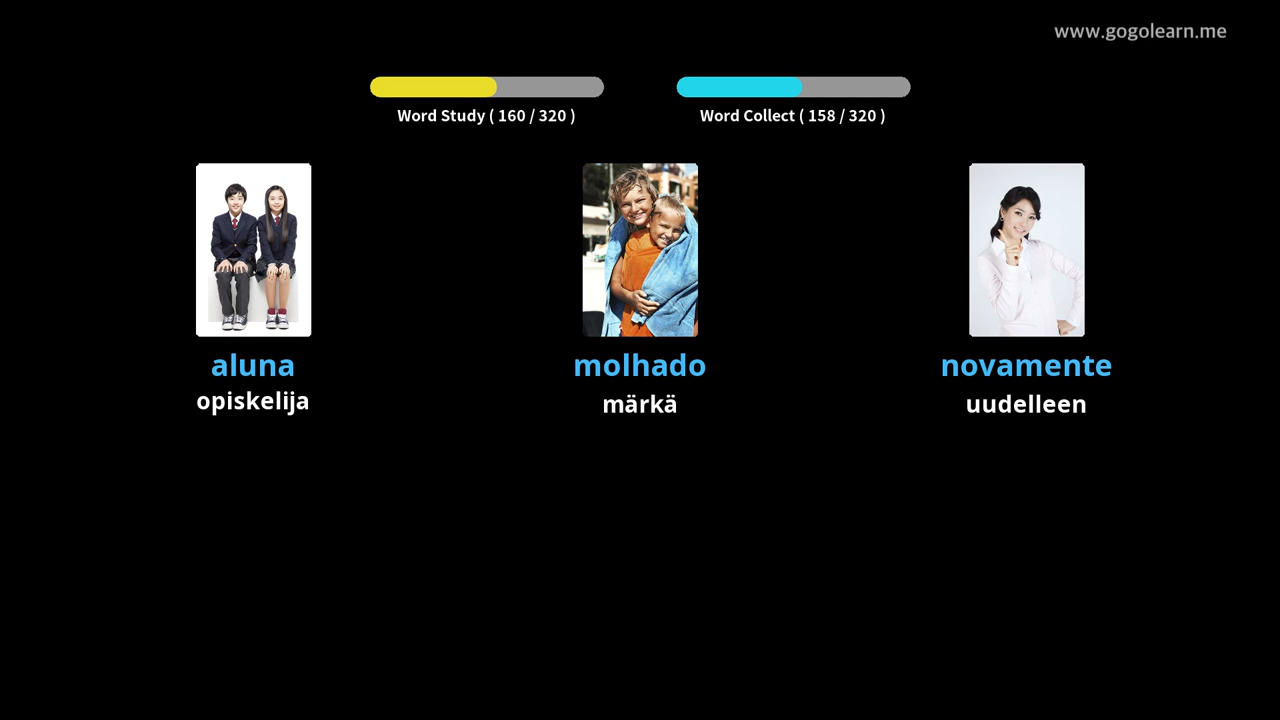 www.gogolearn.me
Word Study ( 160 / 320 )
Word Collect ( 158 / 320 )
aluna
opiskelija
molhado
märkä
novamente
uudelleen